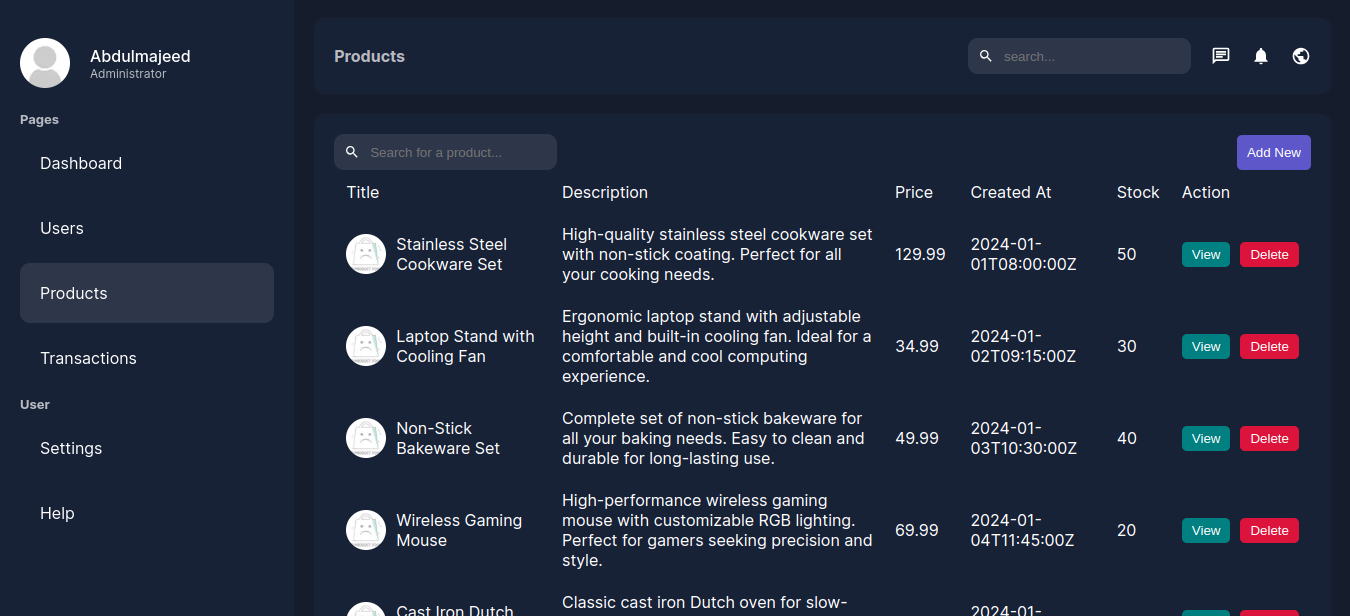 Abdulmajeed
Administrator
Pages
Dashboard
Users
Products
Transactions
User
Settings
Help
Products
search...
Search for a product...
Add New
Title Description Price Created At Stock Action
Stainless Steel
Cookware Set
High-quality stainless steel cookware set
with non-stick coating. Perfect for all
your cooking needs.
129.99
2024-01-
01T08:00:00Z
50
View Delete
Laptop Stand with
Cooling Fan
Ergonomic laptop stand with adjustable
height and built-in cooling fan. Ideal for a
comfortable and cool computing
experience.
34.99
2024-01-
02T09:15:00Z
30
View Delete
Non-Stick
Bakeware Set
Complete set of non-stick bakeware for
all your baking needs. Easy to clean and
durable for long-lasting use.
49.99
2024-01-
03T10:30:00Z
40
View Delete
Wireless Gaming
Mouse
High-performance wireless gaming
mouse with customizable RGB lighting.
Perfect for gamers seeking precision and
style.
69.99
2024-01-
04T11:45:00Z
20
View Delete
Cast Iron Dutch
Classic cast iron Dutch oven for slow-
2024-01-